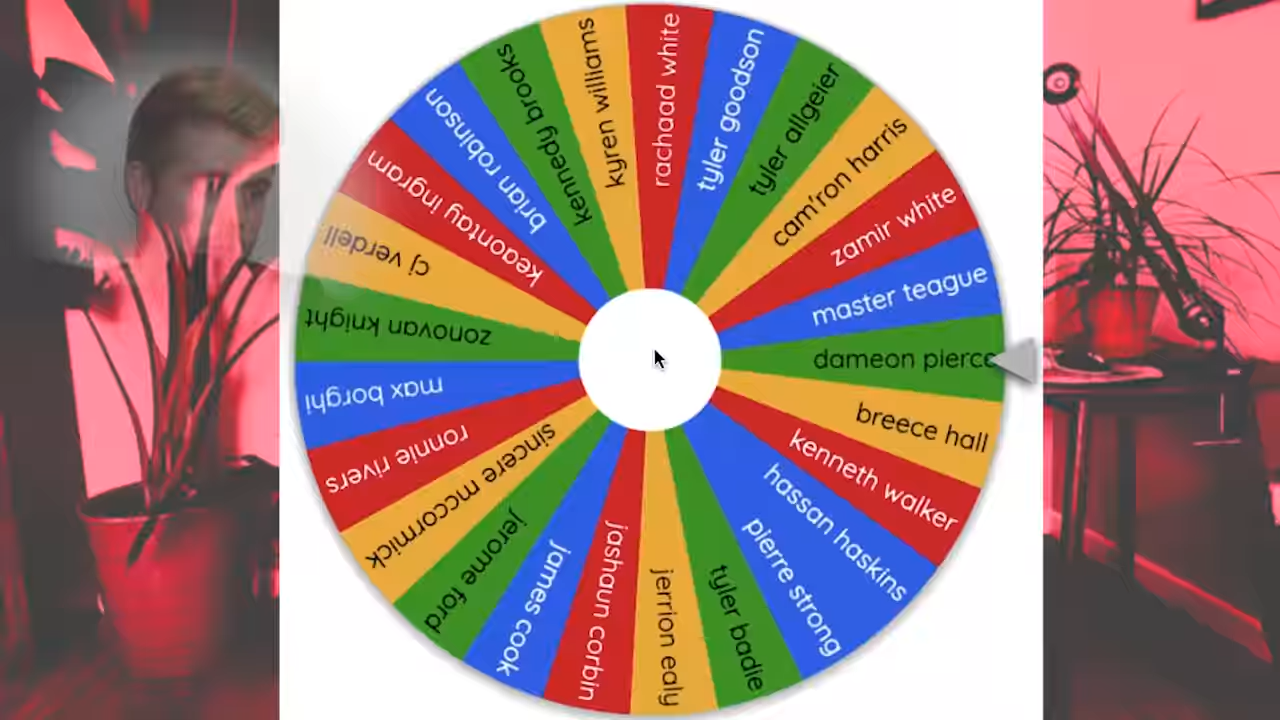 rachaad white
tyler goodson
tyler allgeier
cam'ron harris
zamir white
master teague
dameon pierce
breece hall
kenneth walker
hassan haskins
pierre strong
tyler badie
jerrion ealy
jashaun corbin
james cook
jerome ford
sincere mccormick
ronnie rivers
max borghi
zonovan knight
cj verdell
keaontay ingram
brian robinson
kennedy brooks
kyren williams